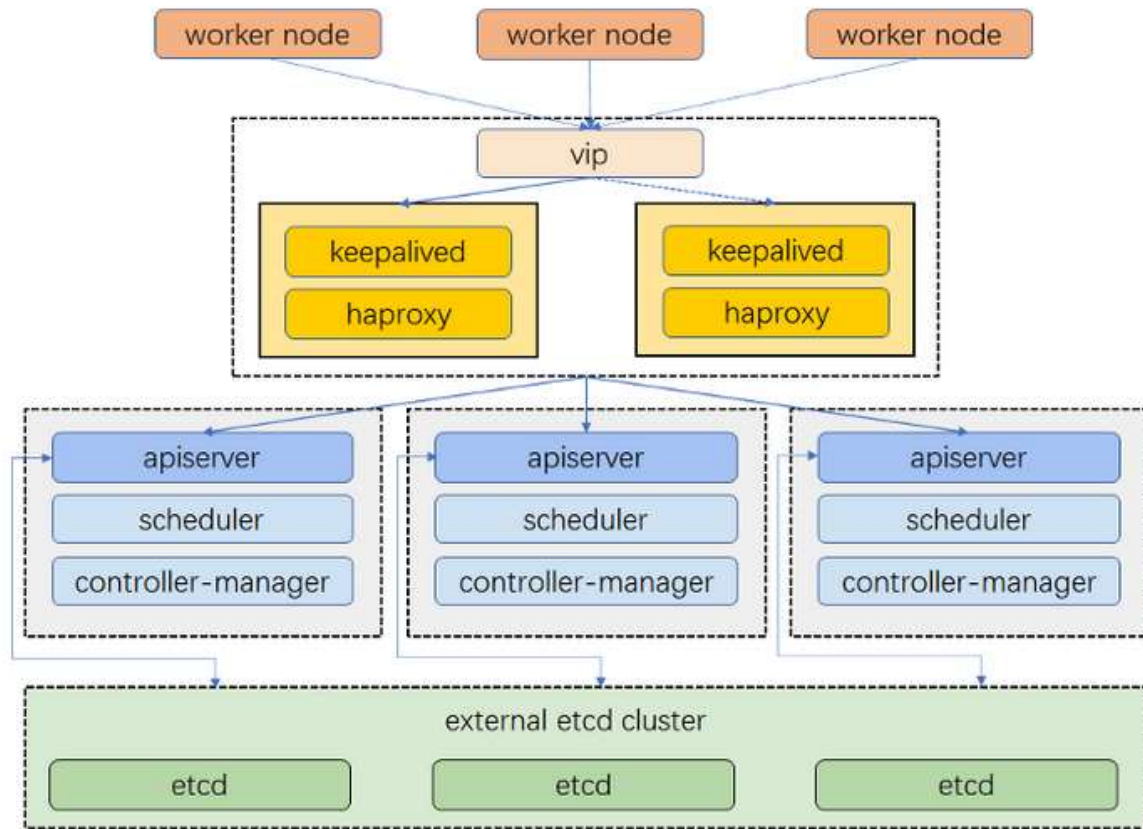 worker node
worker node
worker node
vip
keepalived
haproxy
keepalived
haproxy
apiserver
scheduler
controller-manager
apiserver
scheduler
controller-manager
apiserver
scheduler
controller-manager
external etcd cluster
etcd
etcd
etcd